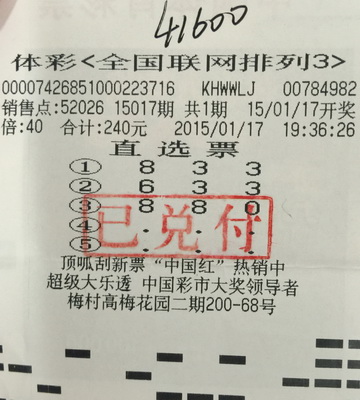 41600
体彩<全国联网排列3>
00007426851000223716 KHWWLJ 00784982
销售点:52026 15017期 共1期 15/01/17开奖
倍:40 合计:240元 2015/01/17 19:36:26
直选票
① 8 3 3
② 6 3 3
③ 8 8 0
④ . . .
⑤ . . .
已兑付
顶呱刮新票“中国红”热销中
超级大乐透 中国彩市大奖领导者
梅村高梅花园二期200-68号